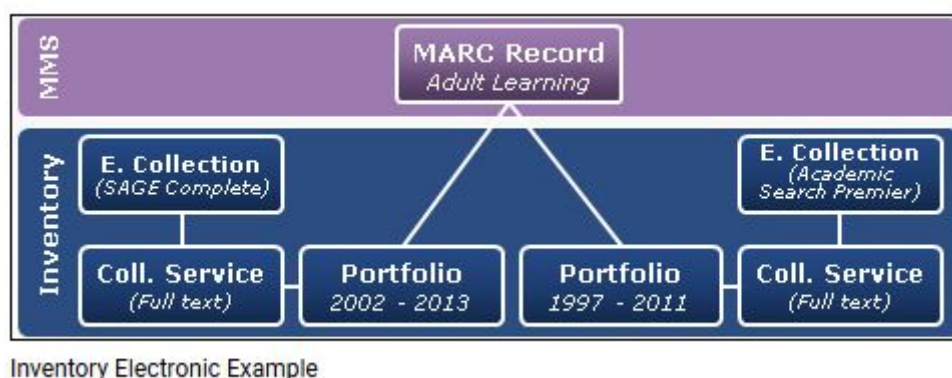 MMS
MARC Record
Adult Learning
Inventory
E. Collection
(SAGE Complete)
E. Collection
(Academic
Search Premier)
Coll. Service
(Full text)
Portfolio
2002 - 2013
Portfolio
1997 - 2011
Coll. Service
(Full text)
Inventory Electronic Example